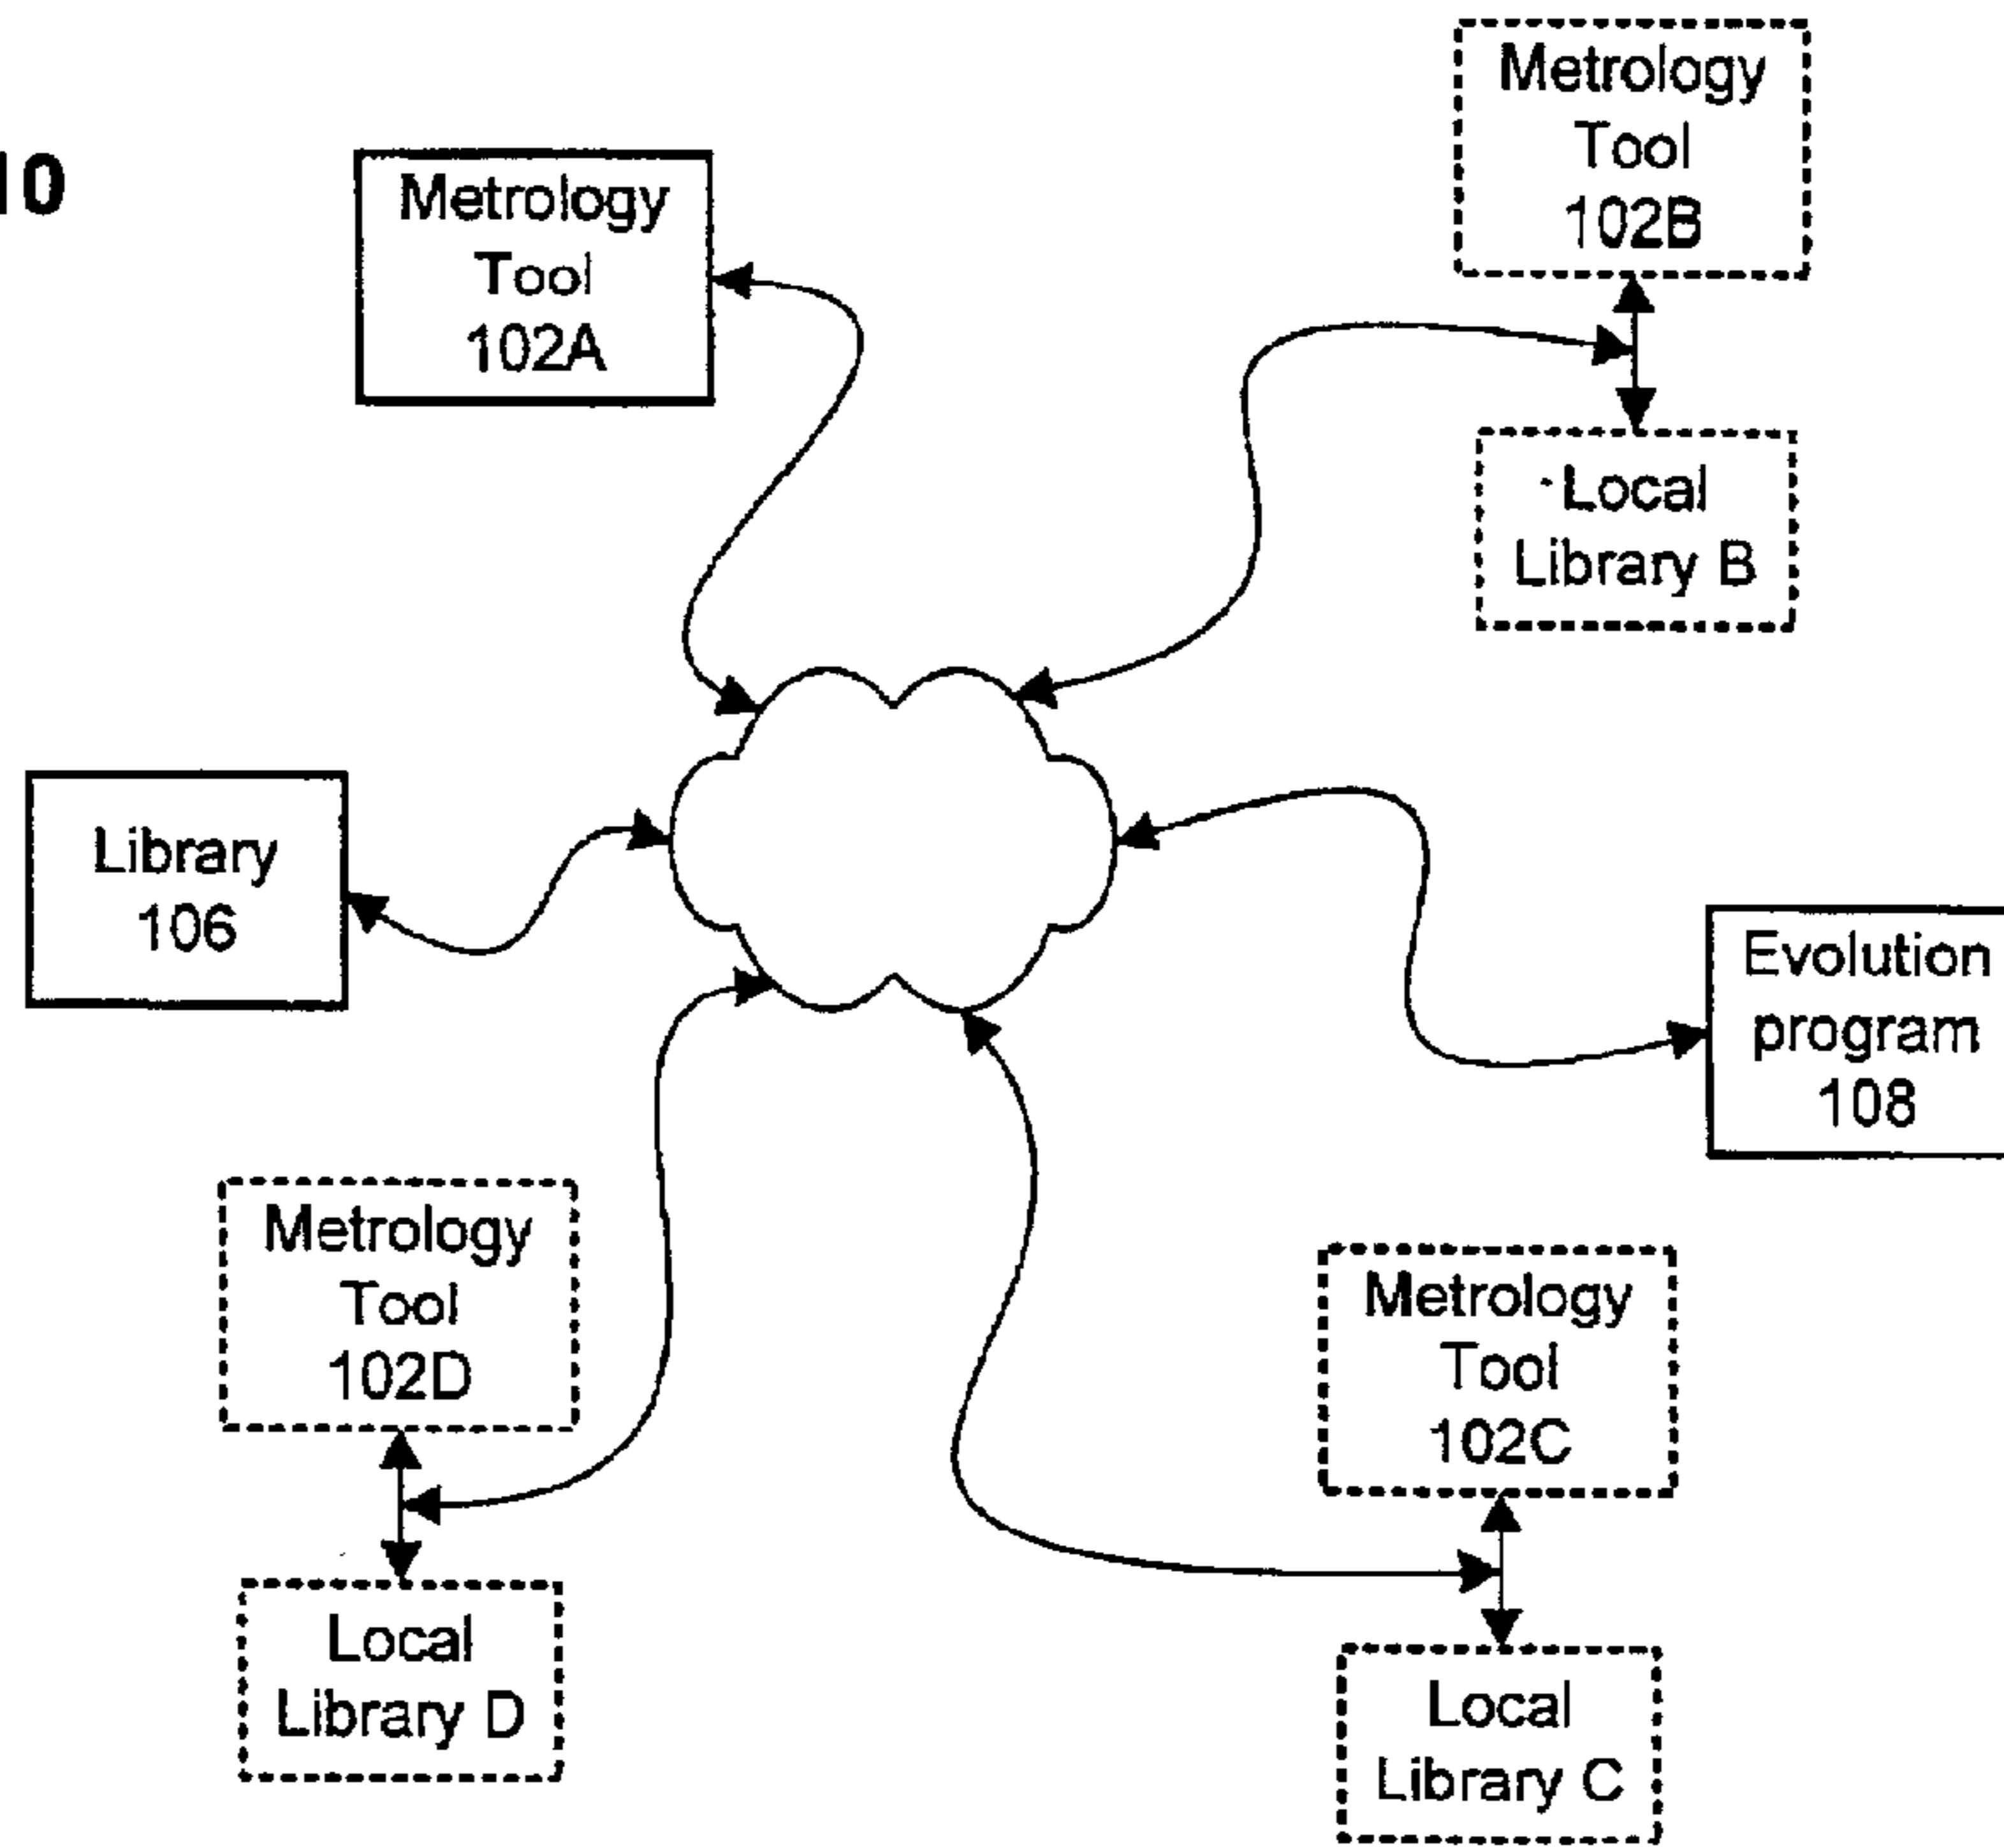 10
Metrology
Tool
102A
Metrology
Tool
102B
Local
Library B
Library
106
Evolution
program
108
Metrology
Tool
102D
Local
Library D
Metrology
Tool
102C
Local
Library C